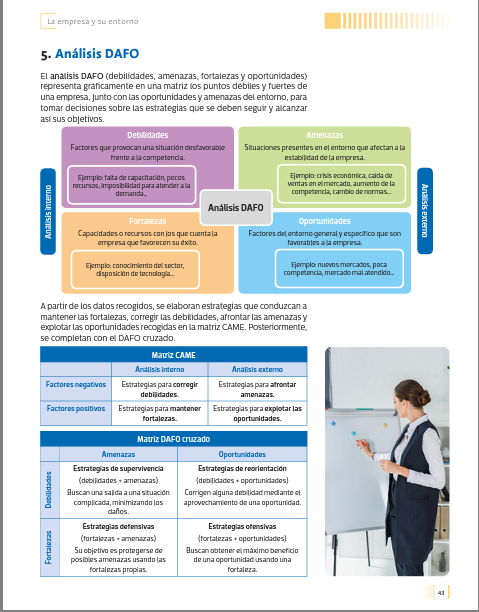 La empresa y su entorno
5. Análisis DAFO
El análisis DAFO (debilidades, amenazas, fortalezas y oportunidades)
representa gráficamente en una matriz los puntos débiles y fuertes de
una empresa, junto con las oportunidades y amenazas del entorno, para
tomar decisiones sobre las estrategias que se deben seguir y alcanzar
así sus objetivos.
Debilidades
Factores que provocan una situación desfavorable
frente a la competencia.
Ejemplo: falta de capacitación, pocos
recursos, imposibilidad para atender a la
demanda...
Amenazas
Situaciones presentes en el entorno que afectan a la
estabilidad de la empresa.
Ejemplo: crisis económica, caída de
ventas en el mercado, aumento de la
competencia, cambio de normas...
Análisis interno
Análisis DAFO
Análisis externo
Fortalezas
Capacidades o recursos con los que cuenta la
empresa que favorecen su éxito.
Ejemplo: conocimiento del sector,
disposición de tecnología...
Oportunidades
Factores del entorno general y específico que son
favorables a la empresa.
Ejemplo: nuevos mercados, poca
competencia, mercado mal atendido...
A partir de los datos recogidos, se elaboran estrategias que conduzcan a
mantener las fortalezas, corregir las debilidades, afrontar las amenazas y
explotar las oportunidades recogidas en la matriz CAME. Posteriormente,
se completan con el DAFO cruzado.
Matriz CAME
Análisis interno
Análisis externo
Factores negativos
Estrategias para corregir
debilidades.
Estrategias para afrontar
amenazas.
Factores positivos
Estrategias para mantener
fortalezas.
Estrategias para explotar las
oportunidades.
Matriz DAFO cruzado
Amenazas
Oportunidades
Debilidades
Estrategias de supervivencia
(debilidades + amenazas)
Buscan una salida a una situación
complicada, minimizando los
daños.
Estrategias de reorientación
(debilidades + oportunidades)
Corrigen alguna debilidad mediante el
aprovechamiento de una oportunidad.
Fortalezas
Estrategias defensivas
(fortalezas + amenazas)
Su objetivo es protegerse de
posibles amenazas usando las
fortalezas propias.
Estrategias ofensivas
(fortalezas + oportunidades)
Buscan obtener el máximo beneficio
de una oportunidad usando una
fortaleza.
43